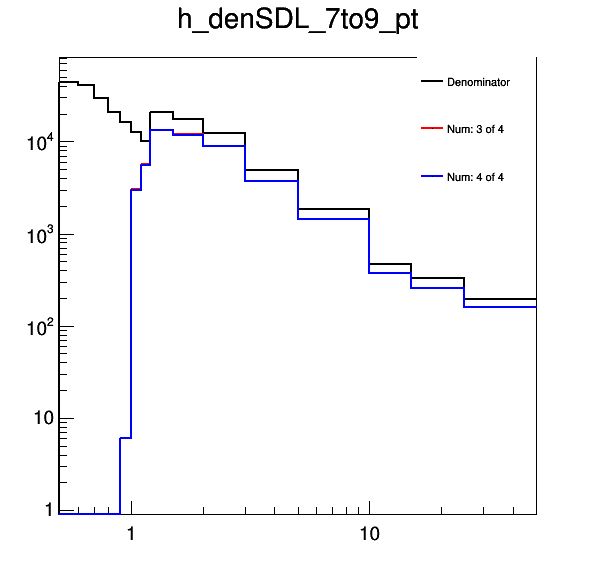 h_denSDL_7to9_pt
Denominator
Num: 3 of 4
Num: 4 of 4
10⁴
10³
10²
10
1
1
10